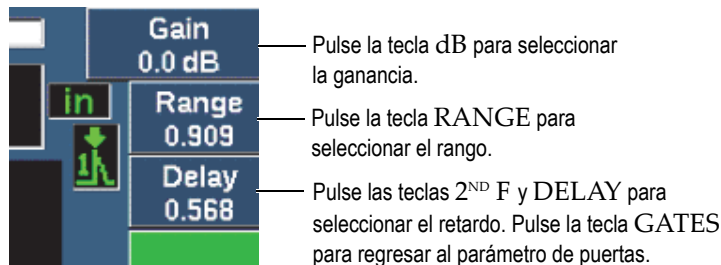 Gain
0.0 dB
in
Range
0.909
1
Delay
0.568
Pulse la tecla dB para seleccionar
la ganancia.
Pulse la tecla RANGE para
seleccionar el rango.
Pulse las teclas 2ND F y DELAY para
seleccionar el retardo. Pulse la tecla GATES
para regresar al parámetro de puertas.